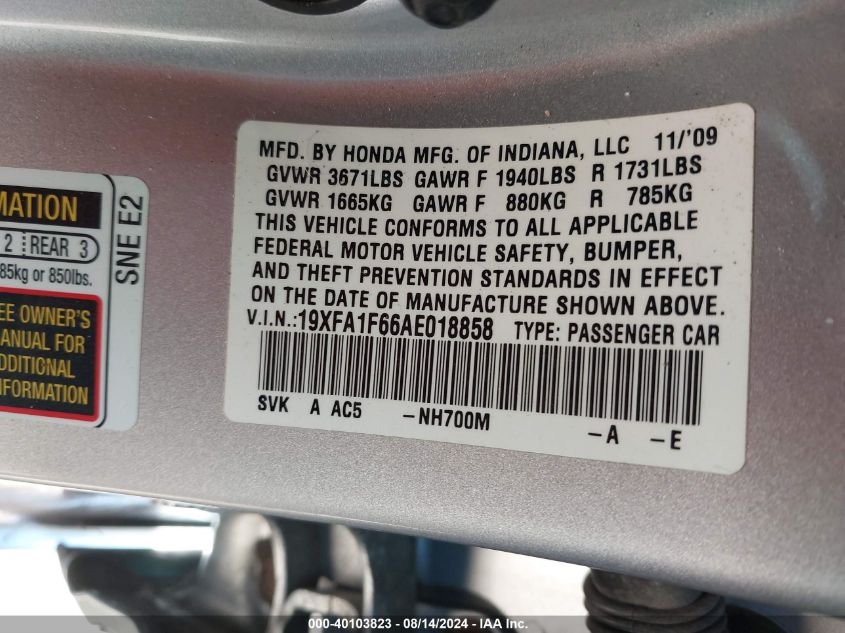 MFD. BY HONDA MFG. OF INDIANA, LLC 11/'09
GVWR 3671LBS GAWR F 1940LBS R 1731LBS
GVWR 1665KG GAWR F 880KG R 785KG
THIS VEHICLE CONFORMS TO ALL APPLICABLE
FEDERAL MOTOR VEHICLE SAFETY, BUMPER,
AND THEFT PREVENTION STANDARDS IN EFFECT
ON THE DATE OF MANUFACTURE SHOWN ABOVE.
V.I.N.:19XFA1F66AE018858 TYPE: PASSENGER CAR
SVK A AC5 -NH700M -A -E
MATION
2 REAR 3
85kg or 850lbs.
EE OWNER'S
ANUAL FOR
DDITIONAL
NFORMATION
SNE E2
000-40103823 - 08/14/2024 - IAA Inc.